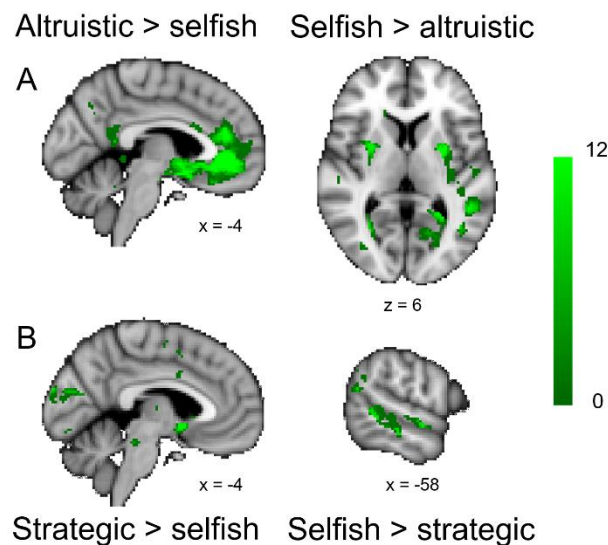 Altruistic > selfish
Selfish > altruistic
A
12
x = -4
z = 6
B
0
x = -4
x = -58
Strategic > selfish
Selfish > strategic